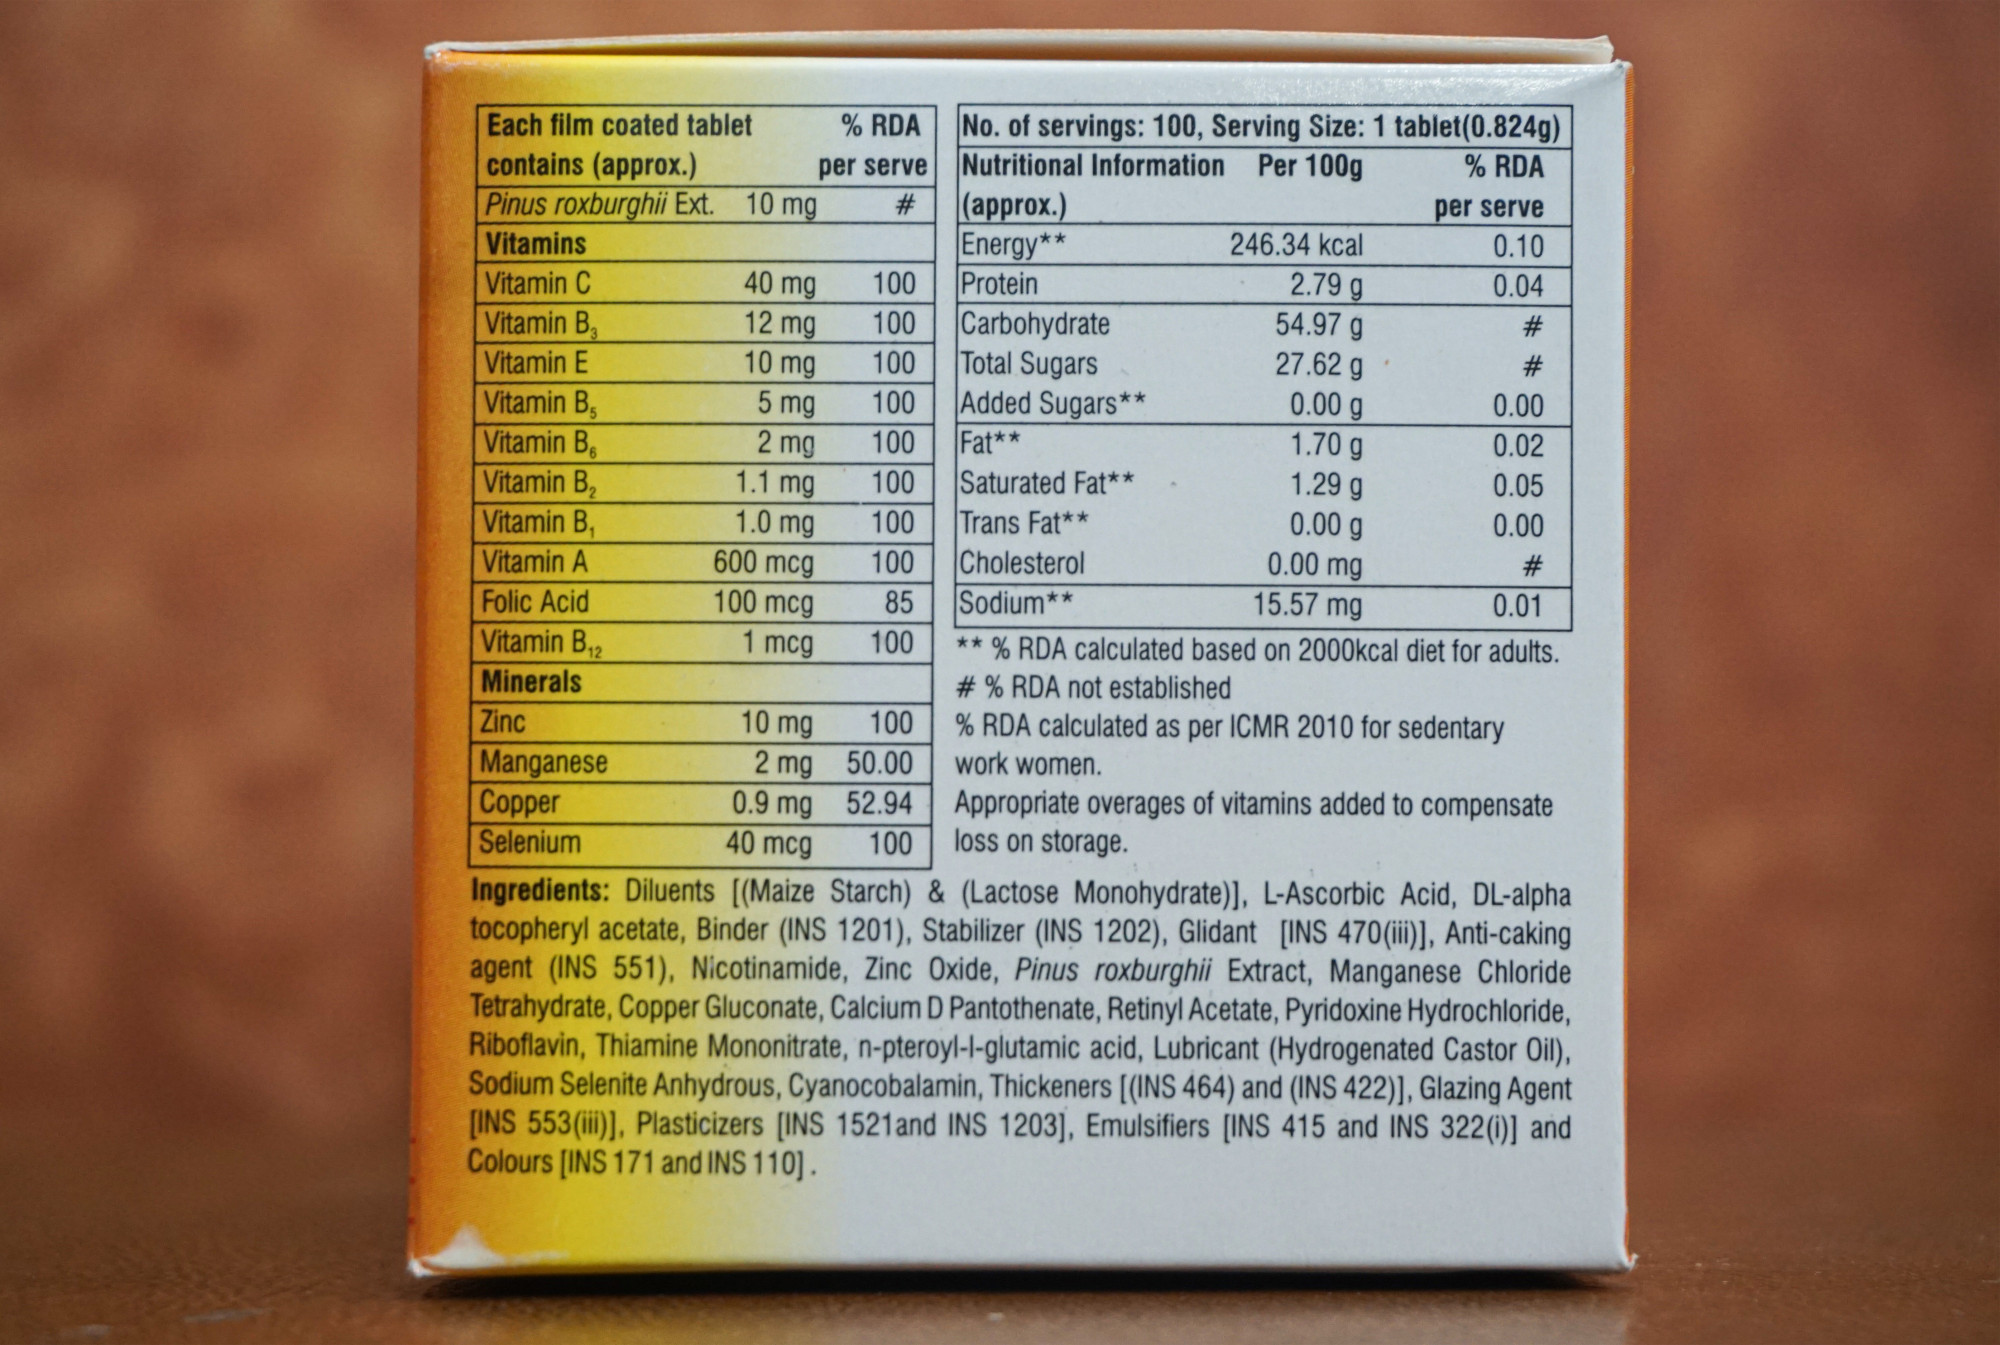 Each film coated tablet % RDA
contains (approx.) per serve
Pinus roxburghii Ext. 10 mg #
Vitamins
Vitamin C 40 mg 100
Vitamin B₃ 12 mg 100
Vitamin E 10 mg 100
Vitamin B₅ 5 mg 100
Vitamin B₆ 2 mg 100
Vitamin B₂ 1.1 mg 100
Vitamin B₁ 1.0 mg 100
Vitamin A 600 mcg 100
Folic Acid 100 mcg 85
Vitamin B₁₂ 1 mcg 100
Minerals
Zinc 10 mg 100
Manganese 2 mg 50.00
Copper 0.9 mg 52.94
Selenium 40 mcg 100
No. of servings: 100, Serving Size: 1 tablet(0.824g)
Nutritional Information Per 100g % RDA
(approx.) per serve
Energy** 246.34 kcal 0.10
Protein 2.79 g 0.04
Carbohydrate 54.97 g #
Total Sugars 27.62 g #
Added Sugars** 0.00 g 0.00
Fat** 1.70 g 0.02
Saturated Fat** 1.29 g 0.05
Trans Fat** 0.00 g 0.00
Cholesterol 0.00 mg #
Sodium** 15.57 mg 0.01
** % RDA calculated based on 2000kcal diet for adults.
# % RDA not established
% RDA calculated as per ICMR 2010 for sedentary
work women.
Appropriate overages of vitamins added to compensate
loss on storage.
Ingredients: Diluents [(Maize Starch) & (Lactose Monohydrate)], L-Ascorbic Acid, DL-alpha
tocopheryl acetate, Binder (INS 1201), Stabilizer (INS 1202), Glidant [INS 470(iii)], Anti-caking
agent (INS 551), Nicotinamide, Zinc Oxide, Pinus roxburghii Extract, Manganese Chloride
Tetrahydrate, Copper Gluconate, Calcium D Pantothenate, Retinyl Acetate, Pyridoxine Hydrochloride,
Riboflavin, Thiamine Mononitrate, n-pteroyl-l-glutamic acid, Lubricant (Hydrogenated Castor Oil),
Sodium Selenite Anhydrous, Cyanocobalamin, Thickeners [(INS 464) and (INS 422)], Glazing Agent
[INS 553(iii)], Plasticizers [INS 1521and INS 1203], Emulsifiers [INS 415 and INS 322(i)] and
Colours [INS 171 and INS 110] .